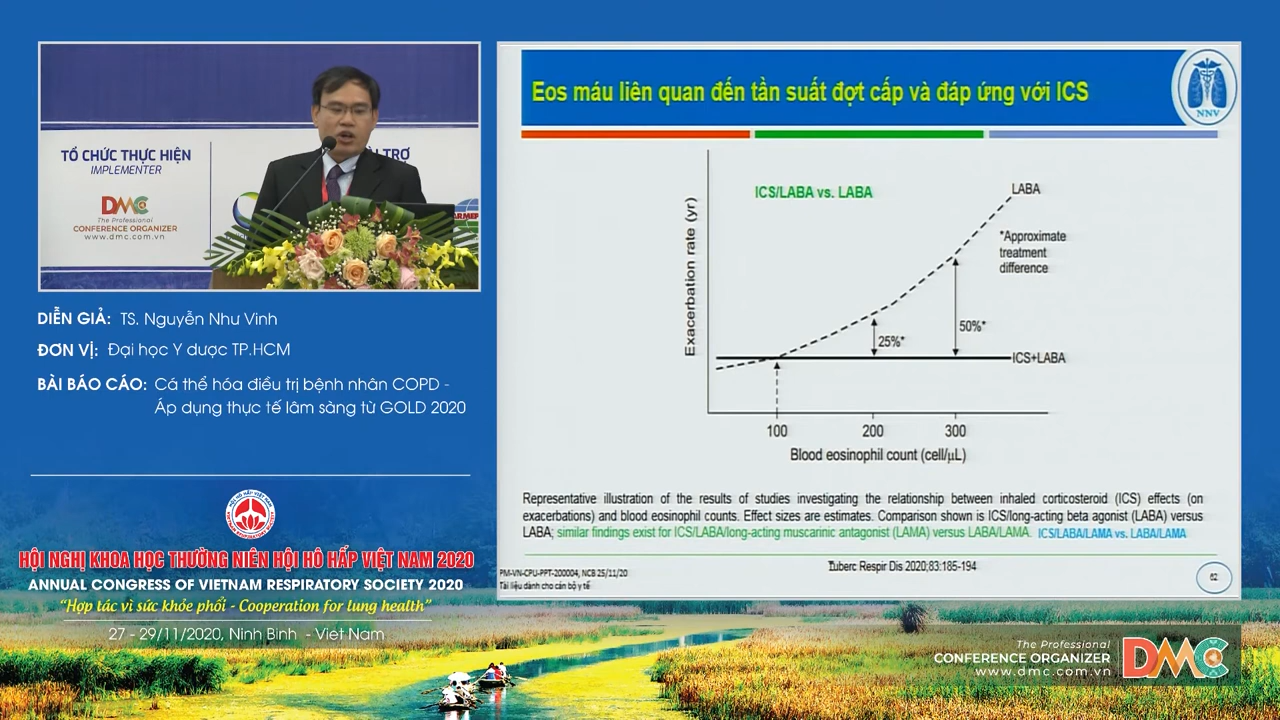 TỔ CHỨC THỰC HIỆN
IMPLEMENTER
DMC
The Professional
CONFERENCE ORGANIZER
www.dmc.com.vn
TRỢ
DIỄN GIẢ: TS. Nguyễn Như Vinh
ĐƠN VỊ: Đại học Y dược TP.HCM
BÀI BÁO CÁO: Cá thể hóa điều trị bệnh nhân COPD -
Áp dụng thực tế lâm sàng từ GOLD 2020
HỘI HÔ HẤP VIỆT NAM
HỘI NGHỊ KHOA HỌC THƯỜNG NIÊN HỘI HÔ HẤP VIỆT NAM 2020
ANNUAL CONGRESS OF VIETNAM RESPIRATORY SOCIETY 2020
“Hợp tác vì sức khỏe phổi - Cooperation for lung health”
27 - 29/11/2020, Ninh Bình - Viet Nam
Eos máu liên quan đến tần suất đợt cấp và đáp ứng với ICS
NNV
ICS/LABA vs. LABA
LABA
*Approximate
treatment
difference
Exacerbation rate (yr)
25%*
50%*
ICS+LABA
100 200 300
Blood eosinophil count (cell/µL)
Representative illustration of the results of studies investigating the relationship between inhaled corticosteroid (ICS) effects (on
exacerbations) and blood eosinophil counts. Effect sizes are estimates. Comparison shown is ICS/long-acting beta agonist (LABA) versus
LABA; similar findings exist for ICS/LABA/long-acting muscarinic antagonist (LAMA) versus LABA/LAMA. ICS/LABA/LAMA vs. LABA/LAMA
Tuberc Respir Dis 2020;83:185-194
PM-VN-CPU-PPT-200004, NCB 25/11/20
Tài liệu dành cho cán bộ y tế
62
The Professional
CONFERENCE ORGANIZER
www.dmc.com.vn
DMC